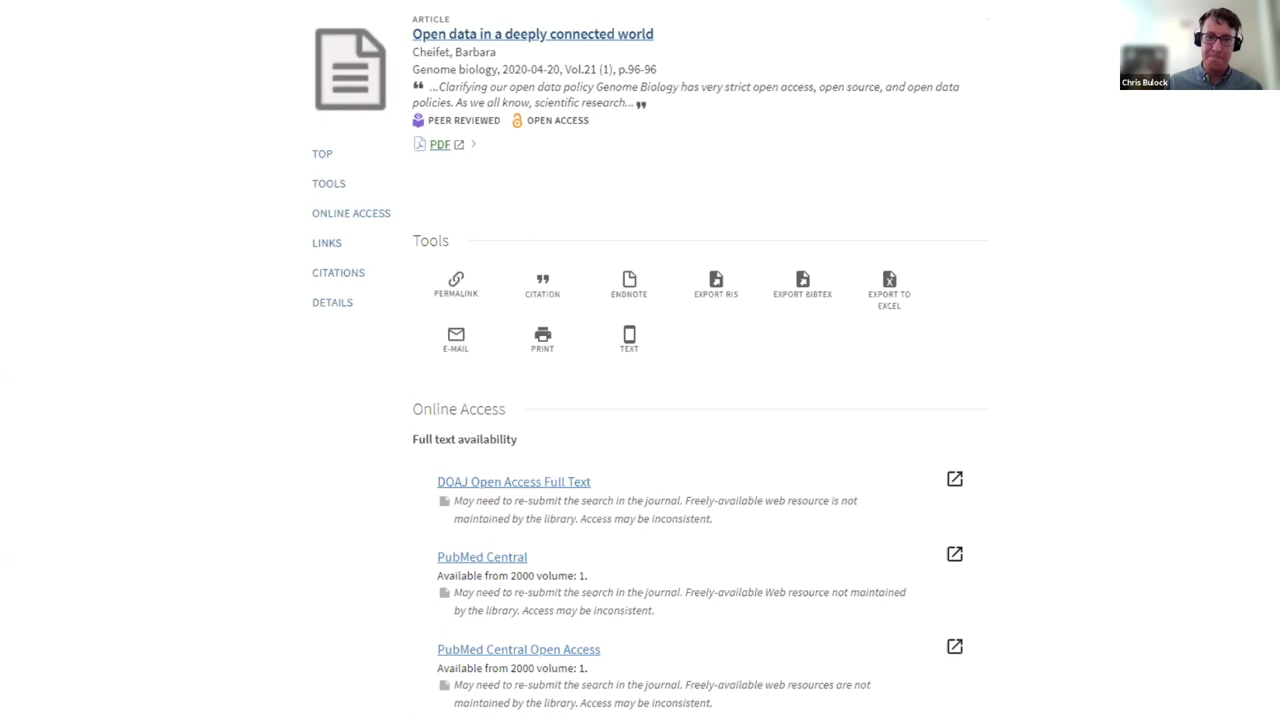 ARTICLE
Open data in a deeply connected world
Cheifet, Barbara
Genome biology, 2020-04-20, Vol.21 (1), p.96-96
❝ ...Clarifying our open data policy Genome Biology has very strict open access, open source, and open data
policies. As we all know, scientific research... ❞
PEER REVIEWED OPEN ACCESS
PDF
Chris Bulock
TOP
TOOLS
ONLINE ACCESS
LINKS
CITATIONS
DETAILS
Tools
PERMALINK CITATION ENDNOTE EXPORT RIS EXPORT BIBTEX EXPORT TO
EXCEL
E-MAIL PRINT TEXT
Online Access
Full text availability
DOAJ Open Access Full Text
May need to re-submit the search in the journal. Freely-available web resource is not
maintained by the library. Access may be inconsistent.
PubMed Central
Available from 2000 volume: 1.
May need to re-submit the search in the journal. Freely-available Web resource not maintained
by the library. Access may be inconsistent.
PubMed Central Open Access
Available from 2000 volume: 1.
May need to re-submit the search in the journal. Freely-available web resources are not
maintained by the library. Access may be inconsistent.